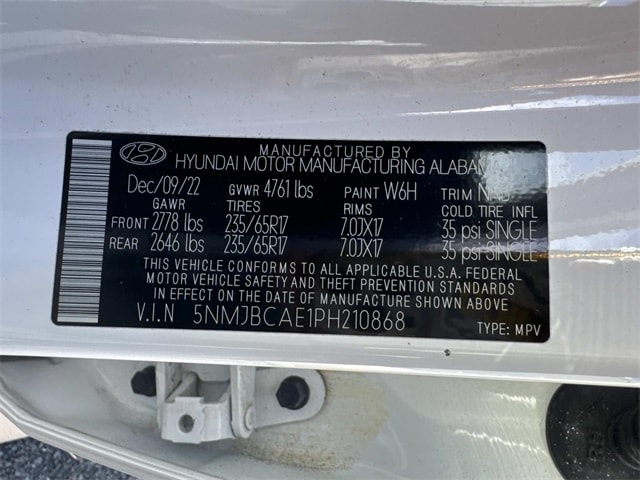 MANUFACTURED BY
HYUNDAI MOTOR MANUFACTURING ALABAMA
Dec/09/22 GVWR 4761 lbs PAINT W6H TRIM
GAWR TIRES RIMS COLD TIRE INFL
FRONT 2778 lbs 235/65R17 7.0JX17 35 psi SINGLE
REAR 2646 lbs 235/65R17 7.0JX17 35 psi SINGLE
THIS VEHICLE CONFORMS TO ALL APPLICABLE U.S.A. FEDERAL
MOTOR VEHICLE SAFETY AND THEFT PREVENTION STANDARDS
IN EFFECT ON THE DATE OF MANUFACTURE SHOWN ABOVE.
V.I.N 5NMJBCAE1PH210868 TYPE: MPV